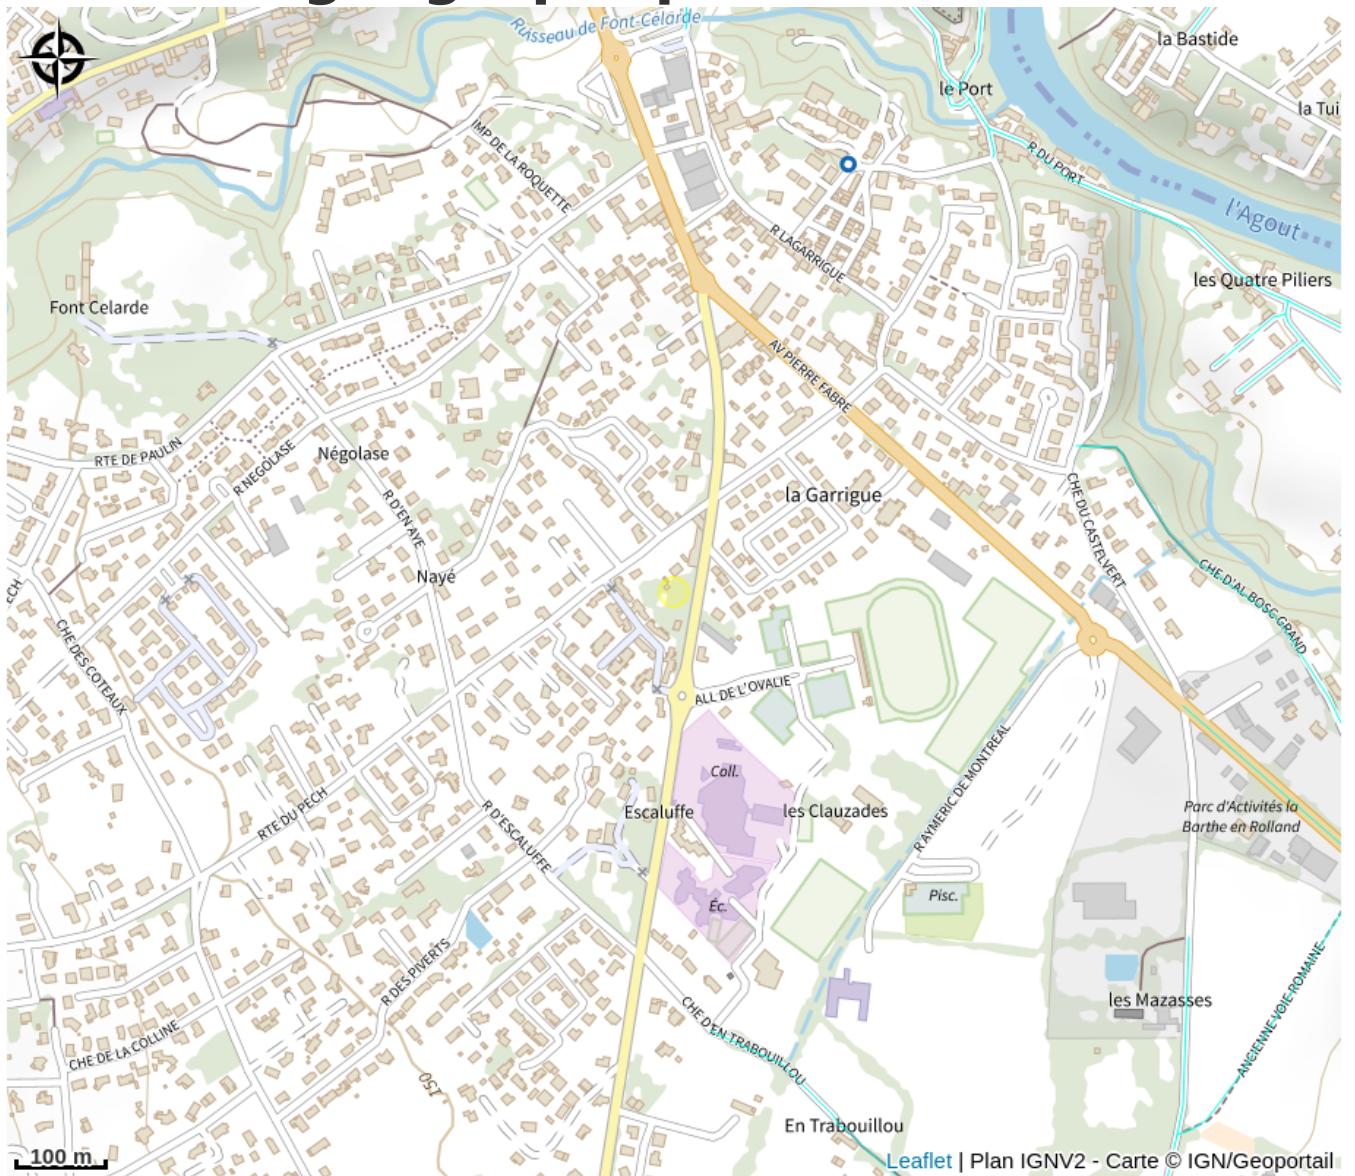 Ruisseau de Font-Célarde
la Bastide
le Port
la Tui
IMP DE LA ROQUETTE
R DU PORT
l'Agout
R LAGARRIGUE
les Quatre Piliers
Font Celarde
AV PIERRE FABRE
RTE DE PAULIN
Négolase
R NEGOLASE
la Garrigue
R D'EN AYE
CHE DU CASTELVERT
Nayé
ECH
CHE D'AL BOSC GRAND
CHE DES COTEAUX
ALL DE L'OVALIE
Coll.
R AYMERIC DE MONTREAL
RTE DU PECH
Escaluffe
les Clauzades
Parc d'Activités la
Barthe en Rolland
R D'ESCALUFFE
Pisc.
Éc.
R DES PIVERTS
les Mazasses
ANCIENNE VOIE ROMAINE
CHE DE LA COLLINE
CHE D'EN TRABOUILLOU
150
En Trabouillou
100 m
Leaflet | Plan IGNV2 - Carte © IGN/Geoportail